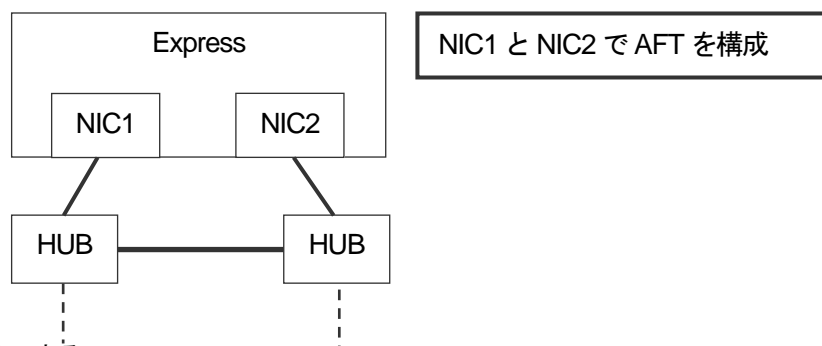 Express
NIC1 と NIC2 で AFT を構成
NIC1
NIC2
HUB
HUB